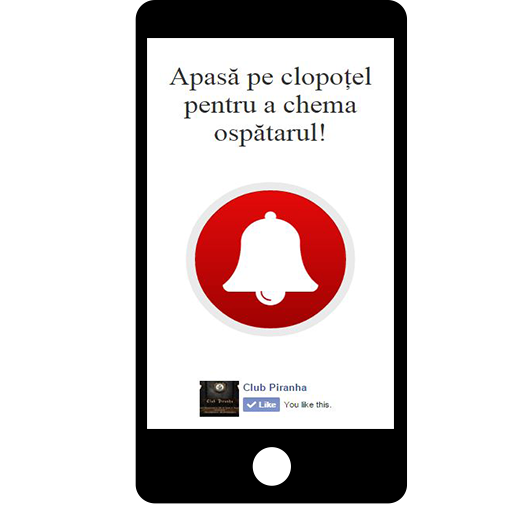 Apasă pe clopoțel
pentru a chema
ospătarul!
Club Piranha
Club Piranha
Like You like this.